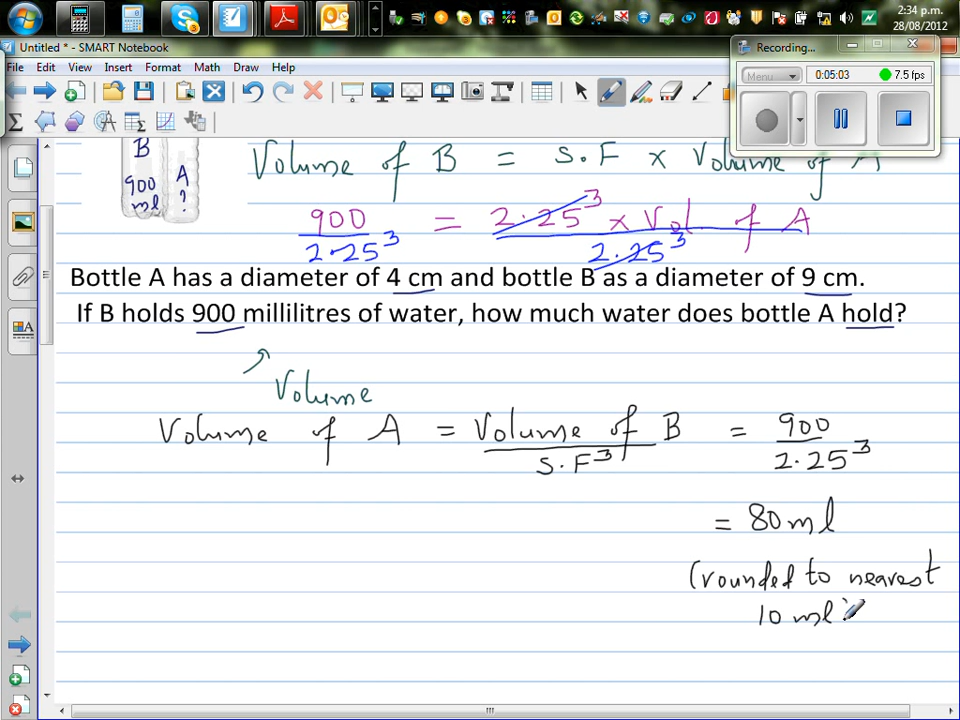 2:34 p.m.
28/08/2012
Untitled * - SMART Notebook
Recording...
File Edit View Insert Format Math Draw Help
Menu
0:05:03
7.5 fps
B
900
ml
A
?
Volume of B = S.F x Volume of A
900 = 2.25³ x Vol of A
2.25³ 2.25³
Bottle A has a diameter of 4 cm and bottle B as a diameter of 9 cm.
If B holds 900 millilitres of water, how much water does bottle A hold?
Volume
Volume of A = Volume of B = 900
S.F³ 2.25³
= 80 ml
(rounded to nearest
10 ml